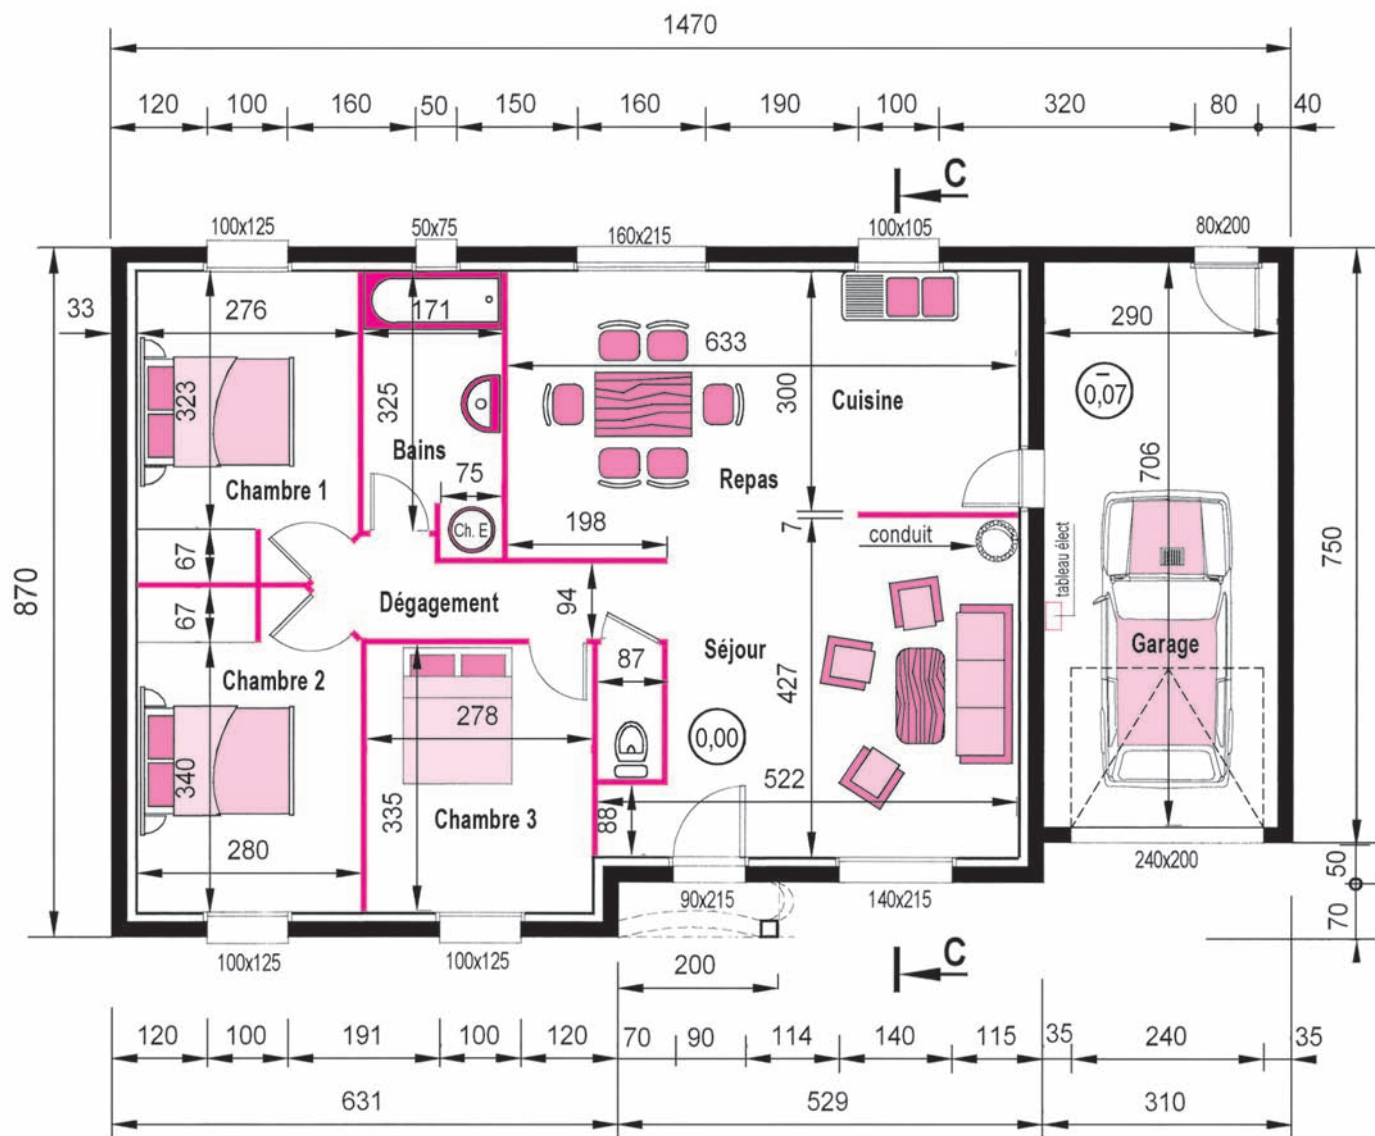 1470
120 100 160 50 150 160 190 100 320 80 40
C
100x125 50x75 160x215 100x105 80x200
33 276 171 633 290
323 325 300 0,07
Cuisine
Bains
Repas 706
75
Chambre 1
Ch. E 198 7 conduit
67 tableau élect 750
870
67 Dégagement 94
Séjour Garage
87
Chambre 2
278 427
0,00
340 335 522
Chambre 3 88
280 240x200
50
90x215 140x215
70
100x125 100x125 C
200
120 100 191 100 120 70 90 114 140 115 35 240 35
631 529 310